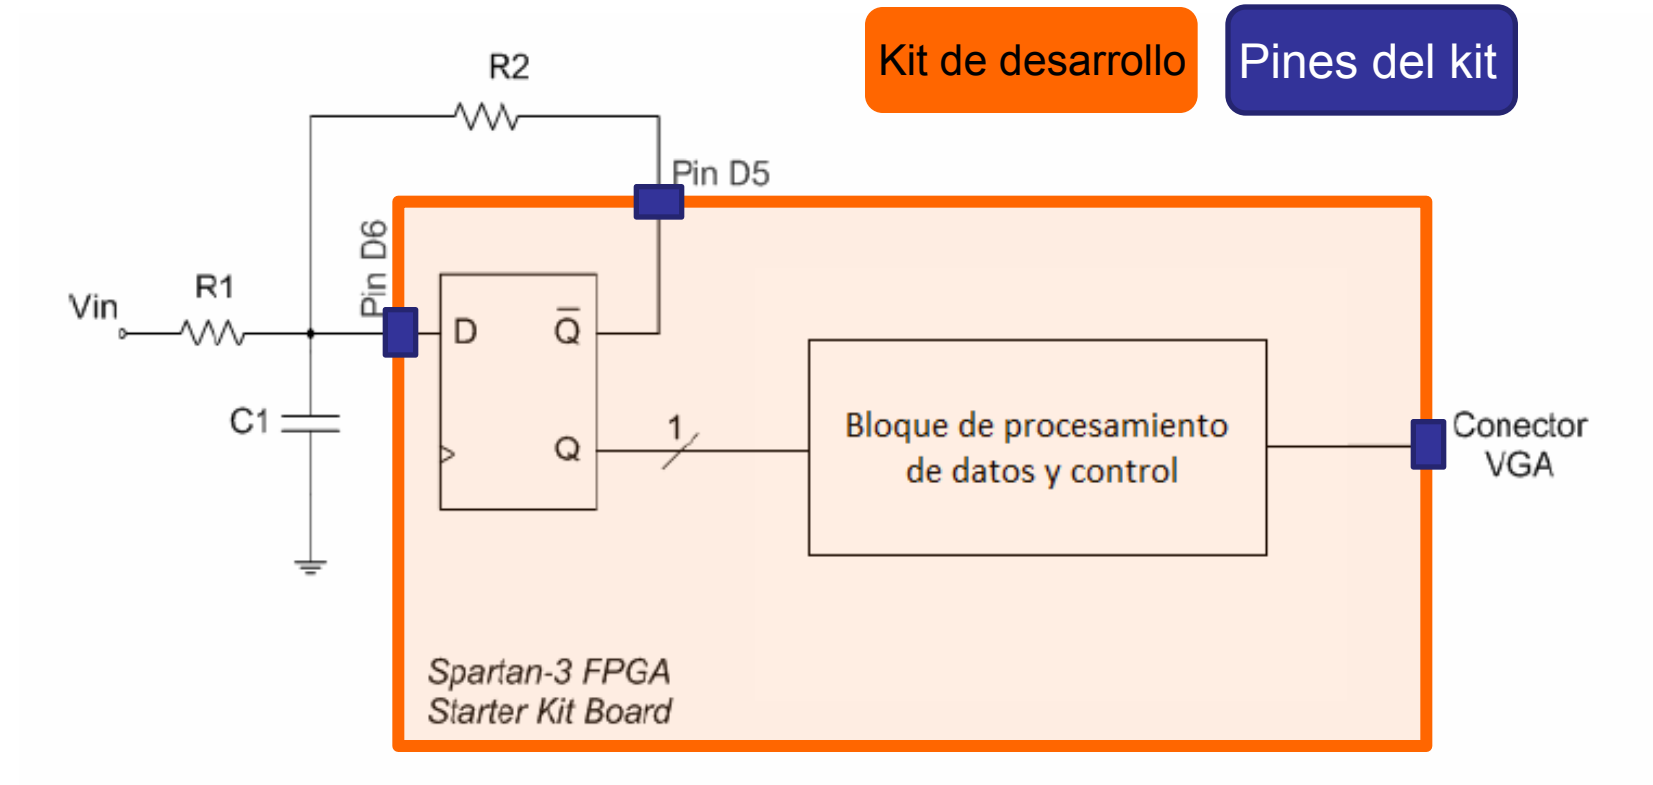 Kit de desarrollo
Pines del kit
R2
Pin D5
Pin D6
Vin
R1
D
Q
C1
Q
1
Bloque de procesamiento
de datos y control
Conector
VGA
Spartan-3 FPGA
Starter Kit Board